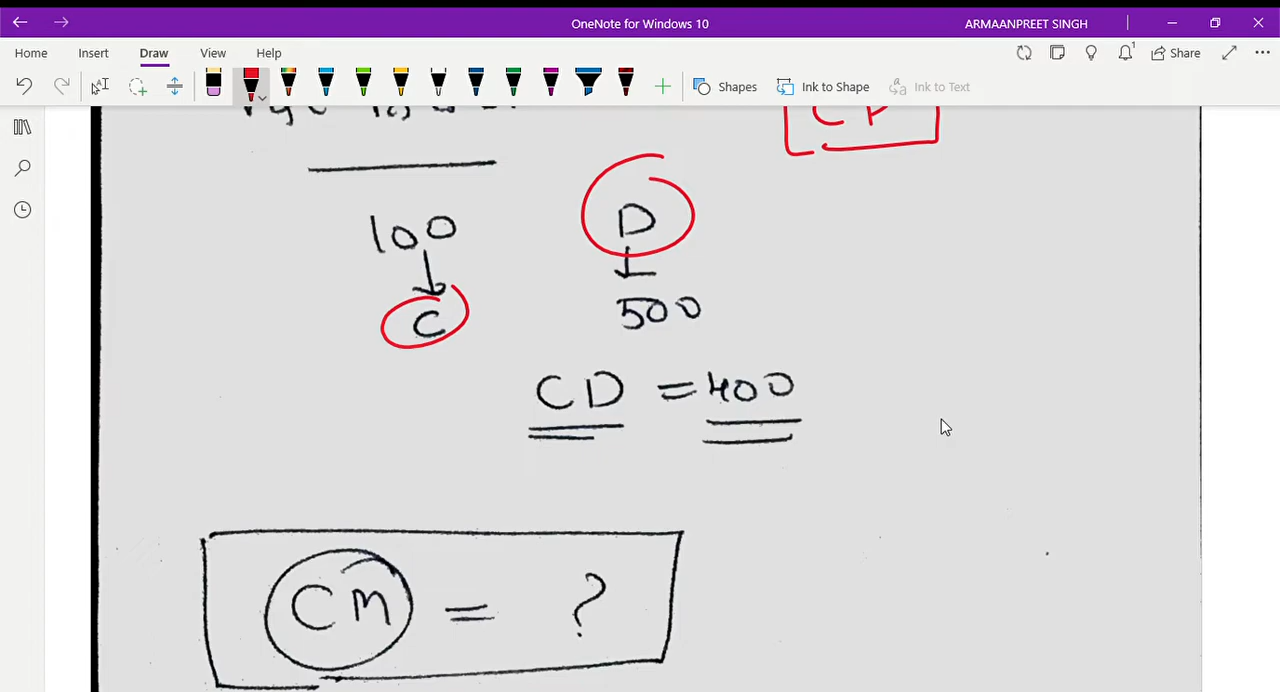 OneNote for Windows 10
ARMAANPREET SINGH
Home Insert Draw View Help
1
Share
Shapes
Ink to Shape
Ink to Text
100 D
C 500
CD = 400
CM = ?